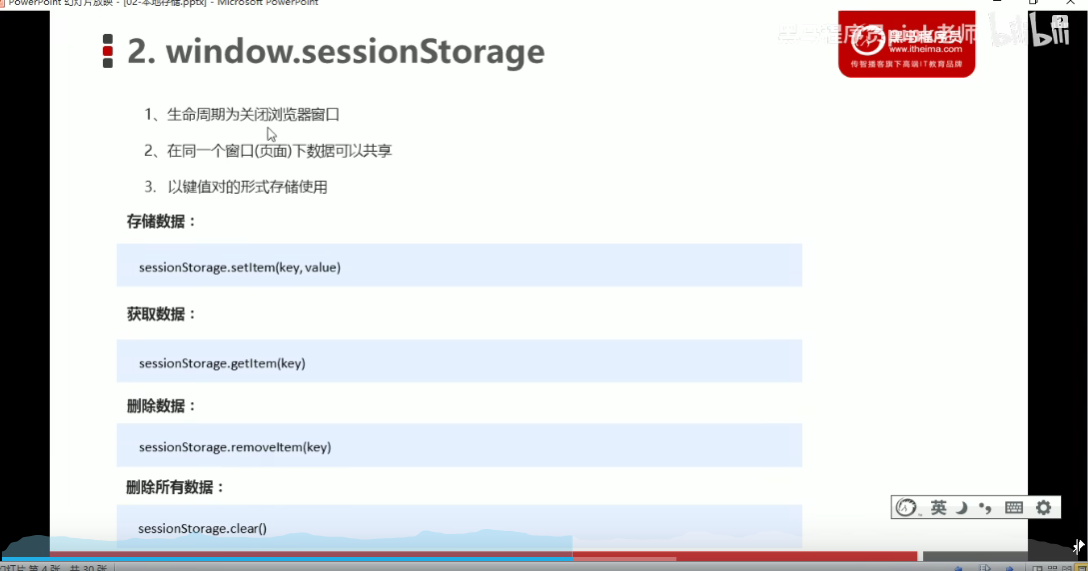 PowerPoint 幻灯片放映 - [02-本地存储.pptx] - Microsoft PowerPoint
2. window.sessionStorage
www.itheima.com
传智播客旗下高端IT教育品牌
bilibili
1、生命周期为关闭浏览器窗口
2、在同一个窗口(页面)下数据可以共享
3. 以键值对的形式存储使用
存储数据：
sessionStorage.setItem(key, value)
获取数据：
sessionStorage.getItem(key)
删除数据：
sessionStorage.removeItem(key)
删除所有数据：
sessionStorage.clear()
英
幻灯片 第 4 张，共 30 张